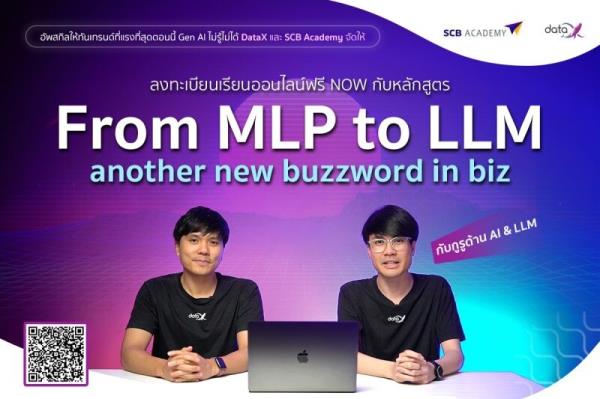 อัพสกิลให้ทันเทรนด์ที่แรงที่สุดตอนนี้ Gen AI ไม่รู้ไม่ได้ DataX และ SCB Academy จัดให้
SCB ACADEMY
data X
ลงทะเบียนเรียนออนไลน์ฟรี NOW กับหลักสูตร
From MLP to LLM
another new buzzword in biz
กับกูรูด้าน AI & LLM
data X
data X